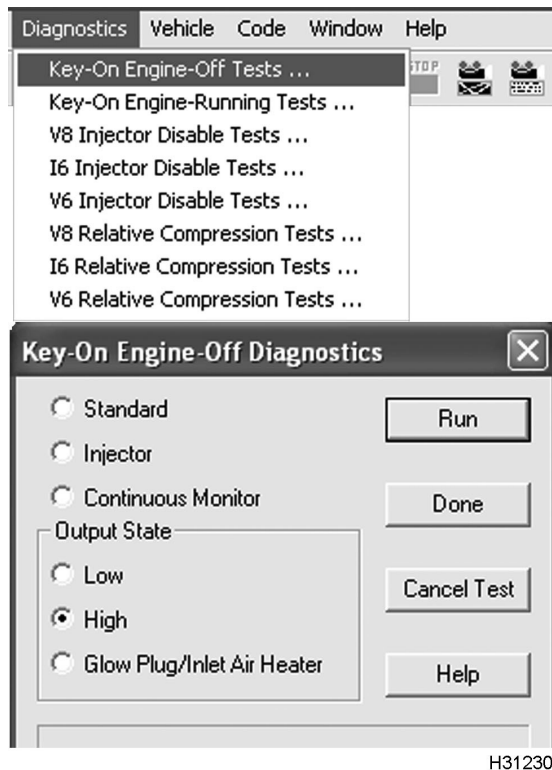 Diagnostics Vehicle Code Window Help
Key-On Engine-Off Tests ...
STOP
Key-On Engine-Running Tests ...
V8 Injector Disable Tests ...
I6 Injector Disable Tests ...
V6 Injector Disable Tests ...
V8 Relative Compression Tests ...
I6 Relative Compression Tests ...
V6 Relative Compression Tests ...
Key-On Engine-Off Diagnostics
Standard
Run
Injector
Continuous Monitor
Done
Output State
Low
Cancel Test
High
Glow Plug/Inlet Air Heater
Help
H31230